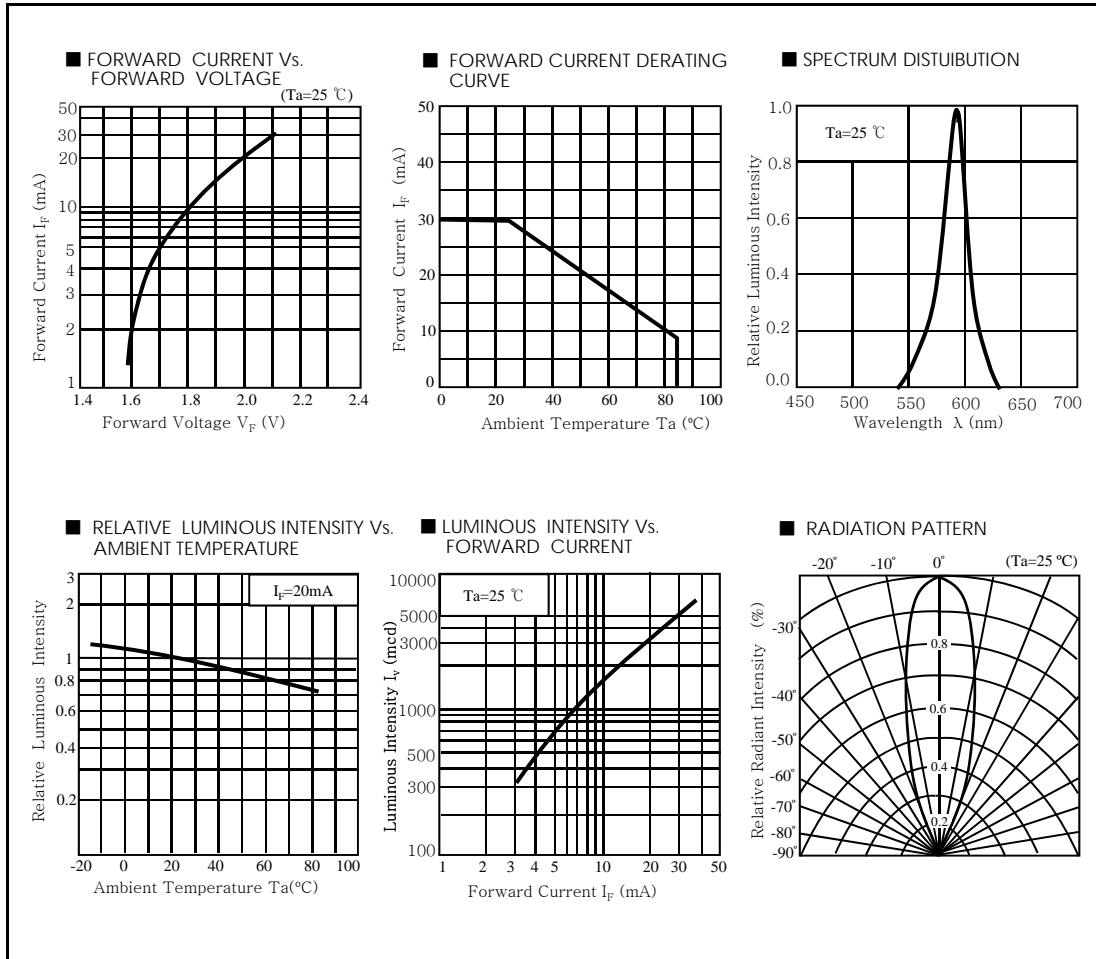 ■ FORWARD CURRENT Vs.
FORWARD VOLTAGE
(Ta=25 ℃)
50
30
20
10
5
4
3
2
1
Forward Current IF (mA)
1.4 1.6 1.8 2.0 2.2 2.4
Forward Voltage VF (V)
■ FORWARD CURRENT DERATING
CURVE
50
40
30
20
10
0
Forward Current IF (mA)
0 20 40 60 80 100
Ambient Temperature Ta (ºC)
■ SPECTRUM DISTUIBUTION
Ta=25 ℃
1.0
0.8
0.6
0.4
0.2
0.0
Relative Luminous Intensity
450 500 550 600 650 700
Wavelength λ (nm)
■ RELATIVE LUMINOUS INTENSITY Vs.
AMBIENT TEMPERATURE
IF=20mA
3
2
1
0.8
0.6
0.4
0.2
Relative Luminous Intensity
-20 0 20 40 60 80 100
Ambient Temperature Ta(ºC)
■ LUMINOUS INTENSITY Vs.
FORWARD CURRENT
Ta=25 ℃
10000
5000
3000
1000
500
300
100
Luminous Intensity Iv (mcd)
1 2 3 4 5 10 20 30 50
Forward Current IF (mA)
■ RADIATION PATTERN
-20° -10° 0° (Ta=25 ºC)
-30°
-40°
-50°
-60°
-70°
-80°
-90°
0.8
0.6
0.4
0.2
Relative Radiant Intensity (%)